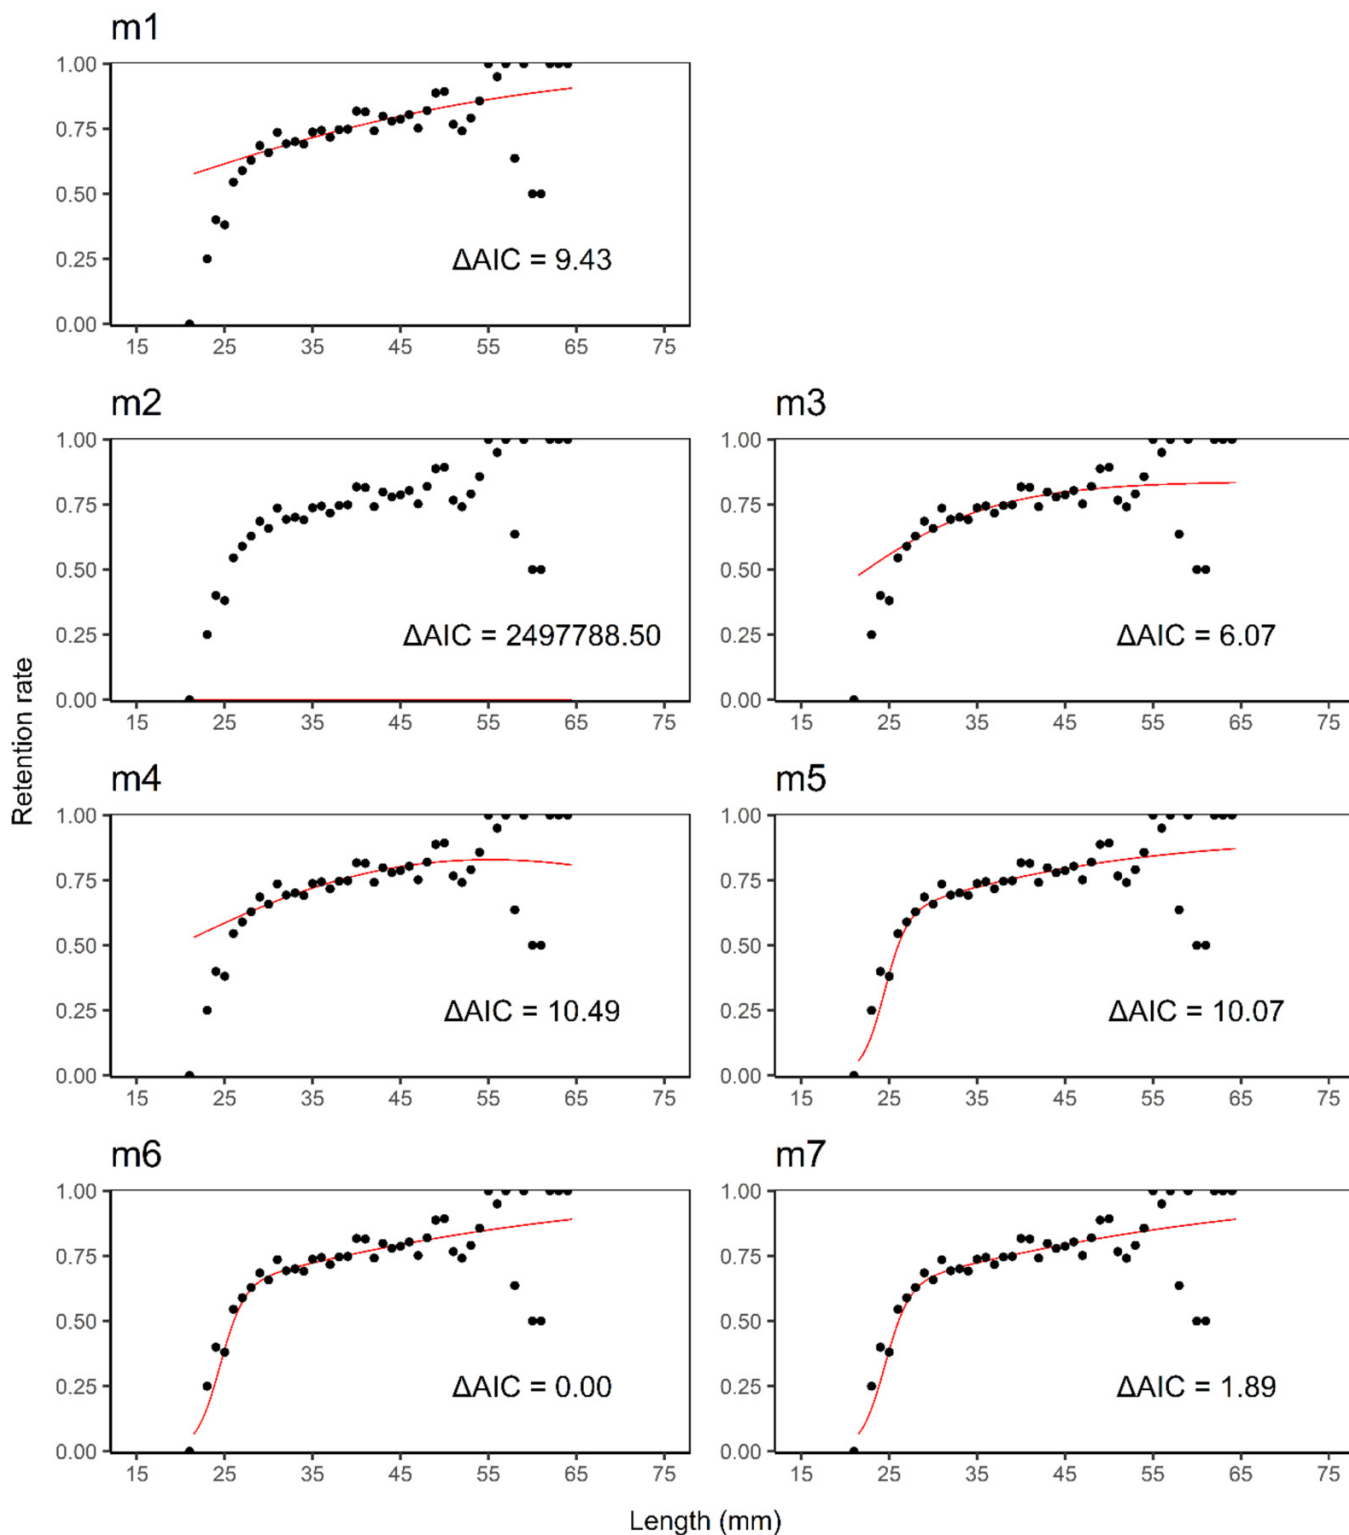 m1
1.00
0.75
0.50
0.25
0.00
ΔAIC = 9.43
15 25 35 45 55 65 75
m2
1.00
0.75
0.50
0.25
0.00
ΔAIC = 2497788.50
15 25 35 45 55 65 75
m3
1.00
0.75
0.50
0.25
0.00
ΔAIC = 6.07
15 25 35 45 55 65 75
Retention rate
m4
1.00
0.75
0.50
0.25
0.00
ΔAIC = 10.49
15 25 35 45 55 65 75
m5
1.00
0.75
0.50
0.25
0.00
ΔAIC = 10.07
15 25 35 45 55 65 75
m6
1.00
0.75
0.50
0.25
0.00
ΔAIC = 0.00
15 25 35 45 55 65 75
m7
1.00
0.75
0.50
0.25
0.00
ΔAIC = 1.89
15 25 35 45 55 65 75
Length (mm)